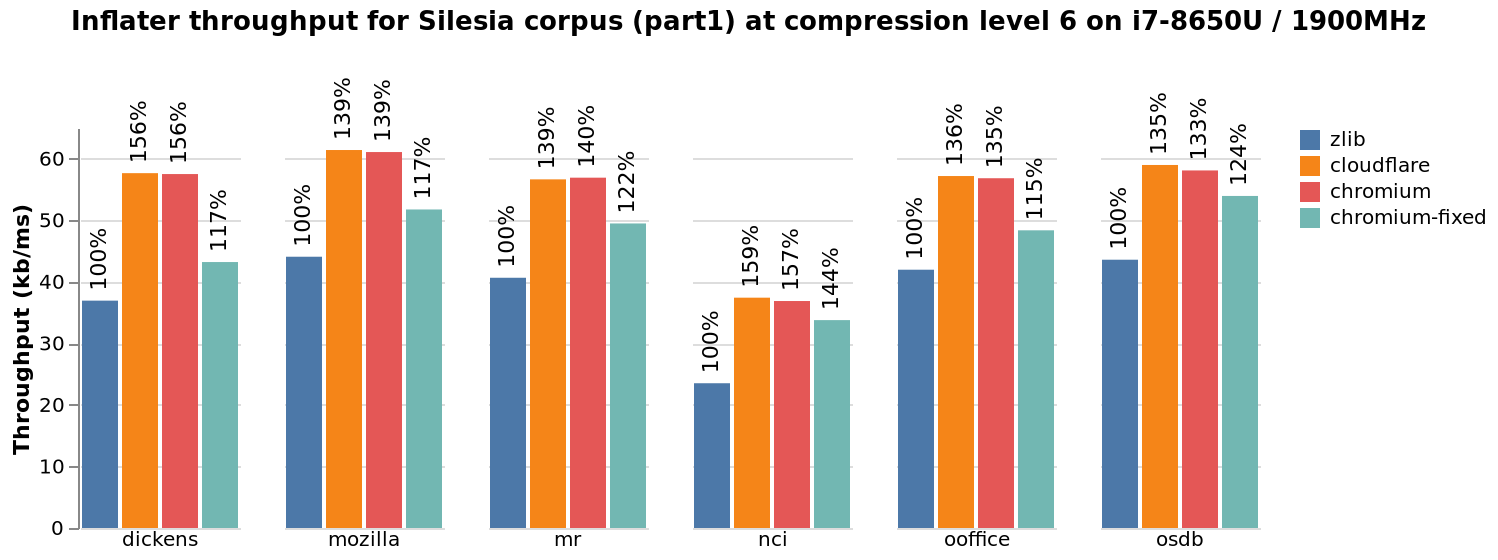 Inflater throughput for Silesia corpus (part1) at compression level 6 on i7-8650U / 1900MHz
Throughput (kb/ms)
60
50
40
30
20
10
0
100%
156%
156%
117%
dickens
100%
139%
139%
117%
mozilla
100%
139%
140%
122%
mr
100%
159%
157%
144%
nci
100%
136%
135%
115%
ooffice
100%
135%
133%
124%
osdb
zlib
cloudflare
chromium
chromium-fixed